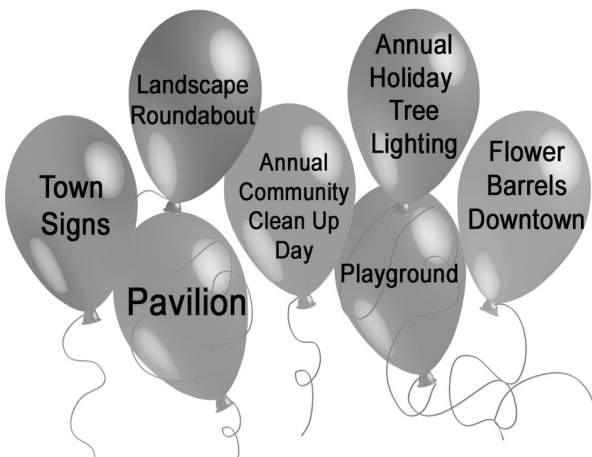 Landscape
Roundabout
Annual
Holiday
Tree
Lighting
Town
Signs
Annual
Community
Clean Up
Day
Flower
Barrels
Downtown
Pavilion
Playground